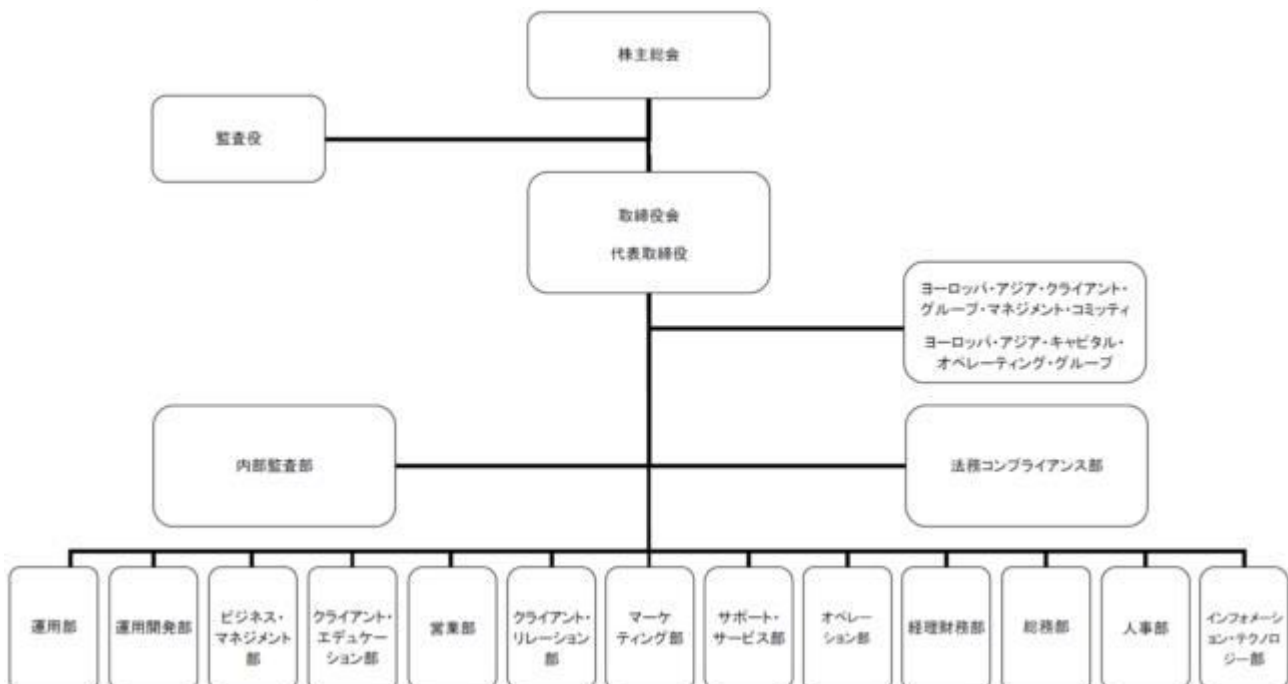 株主総会
監査役
取締役会
代表取締役
ヨーロッパ・アジア・クライアント・
グループ・マネジメント・コミッティ
ヨーロッパ・アジア・キャピタル・
オペレーティング・グループ
内部監査部
法務コンプライアンス部
運用部
運用開発部
ビジネス・
マネジメント
部
クライアント・
エデュケー
ション部
営業部
クライアント・
リレーション
部
マーケ
ティング部
サポート・
サービス部
オペレー
ション部
経理財務部
総務部
人事部
インフォメーシ
ョン・テクノロ
ジー部